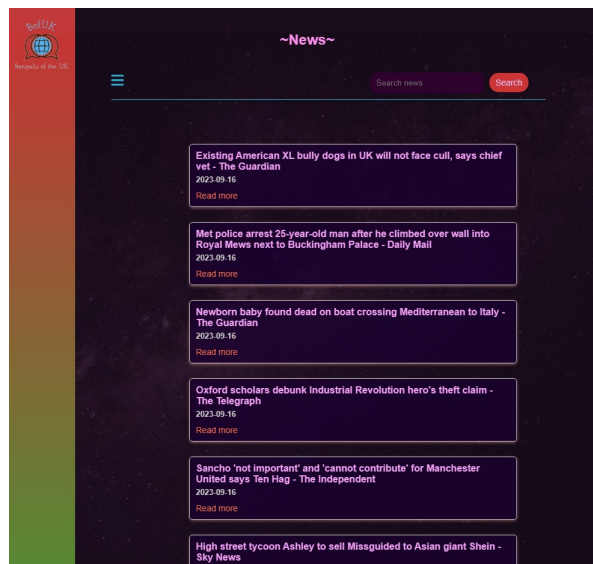 BofUK
Bengalis of the UK
~News~
Search news
Search
Existing American XL bully dogs in UK will not face cull, says chief
vet - The Guardian
2023-09-16
Read more
Met police arrest 25-year-old man after he climbed over wall into
Royal Mews next to Buckingham Palace - Daily Mail
2023-09-16
Read more
Newborn baby found dead on boat crossing Mediterranean to Italy -
The Guardian
2023-09-16
Read more
Oxford scholars debunk Industrial Revolution hero's theft claim -
The Telegraph
2023-09-16
Read more
Sancho 'not important' and 'cannot contribute' for Manchester
United says Ten Hag - The Independent
2023-09-16
Read more
High street tycoon Ashley to sell Missguided to Asian giant Shein -
Sky News